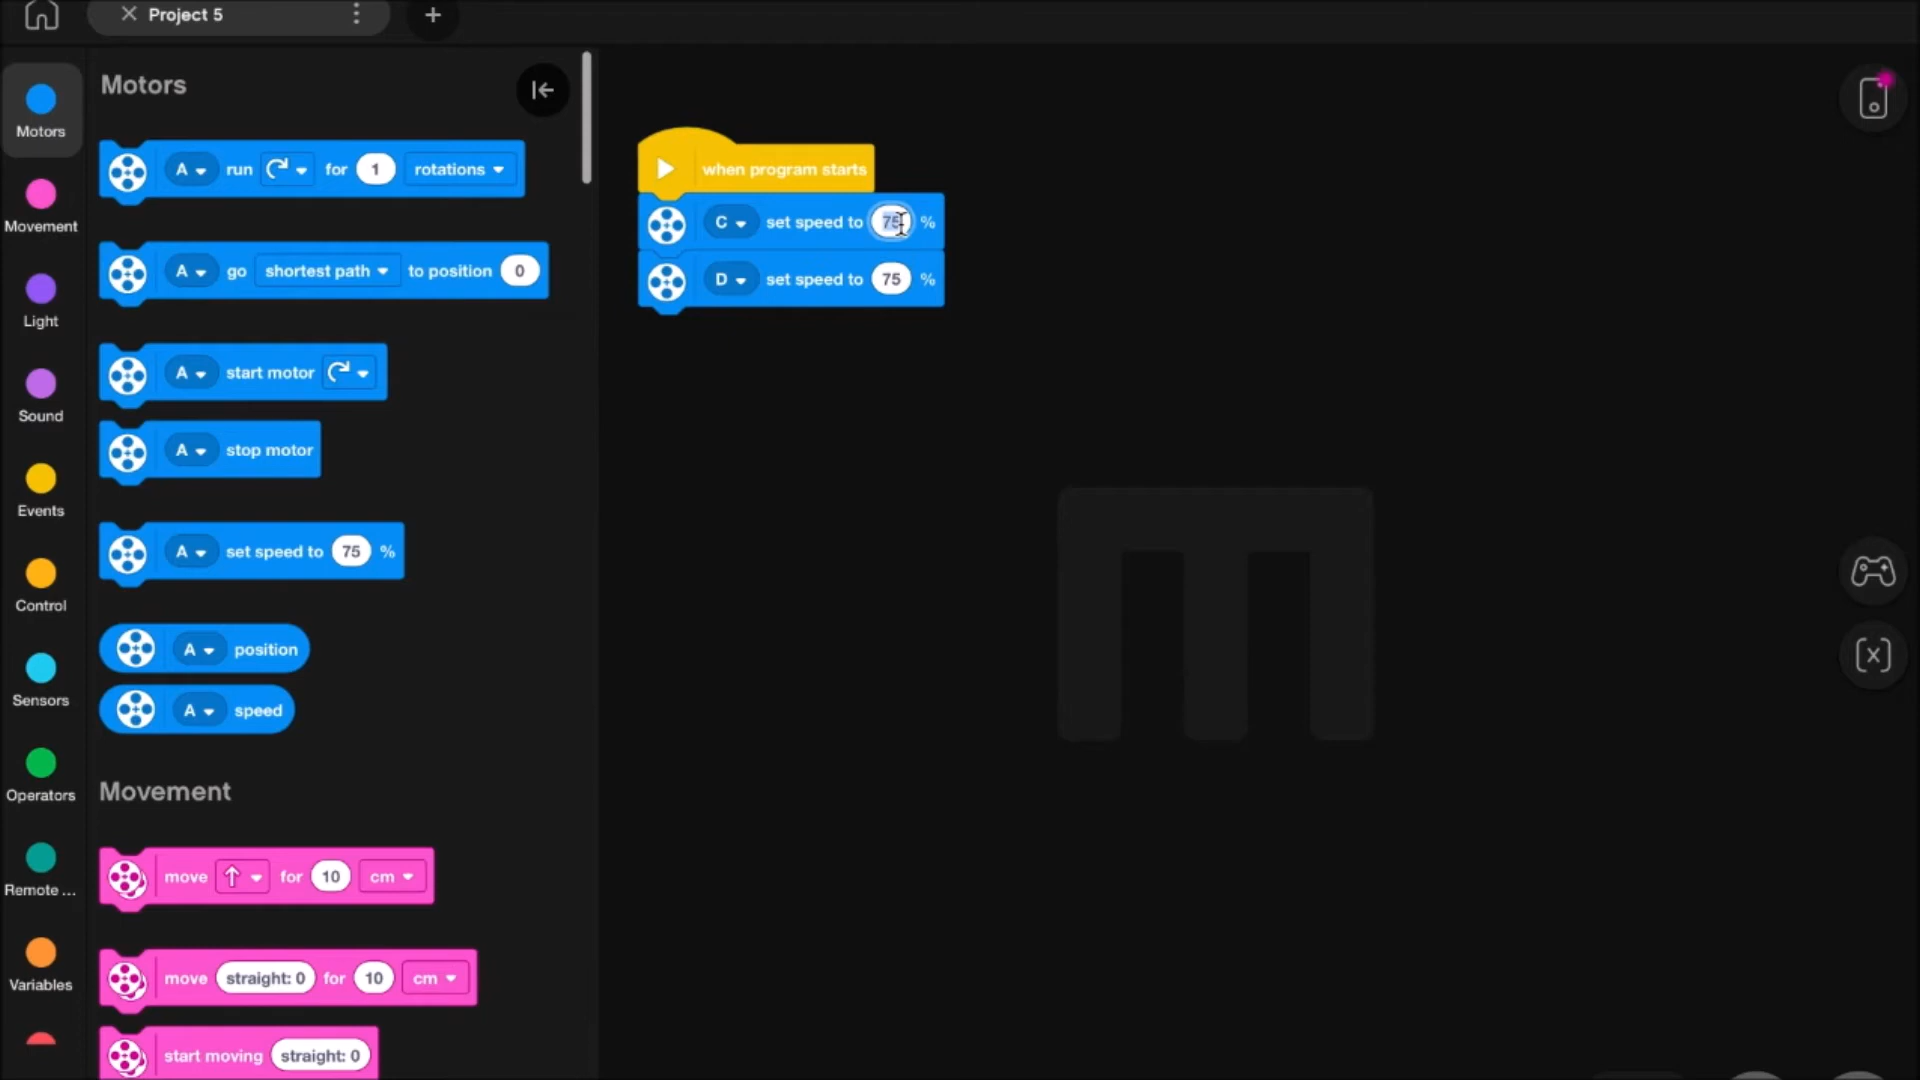 Project 5
Motors
Motors
A run for 1 rotations
when program starts
C set speed to 75 %
Movement
A go shortest path to position 0
D set speed to 75 %
Light
A start motor
Sound
A stop motor
Events
A set speed to 75 %
Control
A position
Sensors
A speed
Operators
Movement
Remote ...
move for 10 cm
Variables
move straight: 0 for 10 cm
start moving straight: 0